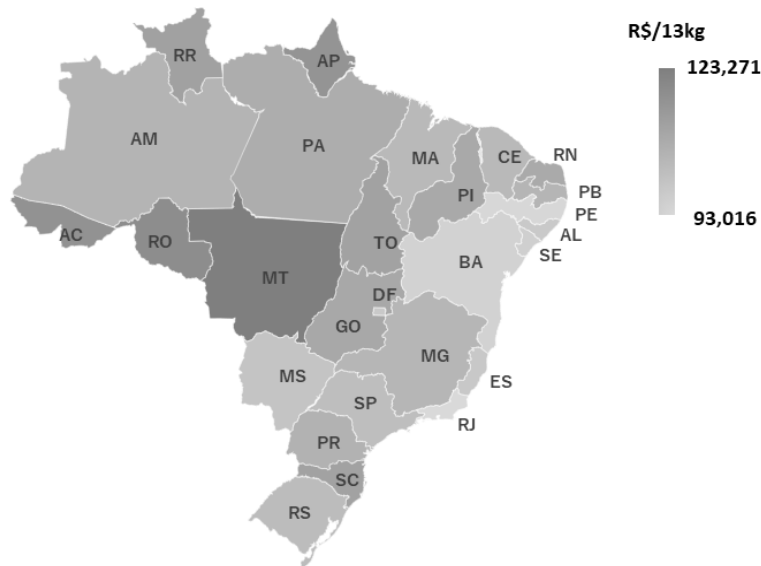 R$/13kg
123,271
93,016
RR
AP
AM
PA
MA
CE
RN
PB
PI
PE
AC
RO
TO
AL
SE
BA
MT
DF
GO
MG
MS
ES
SP
RJ
PR
SC
RS